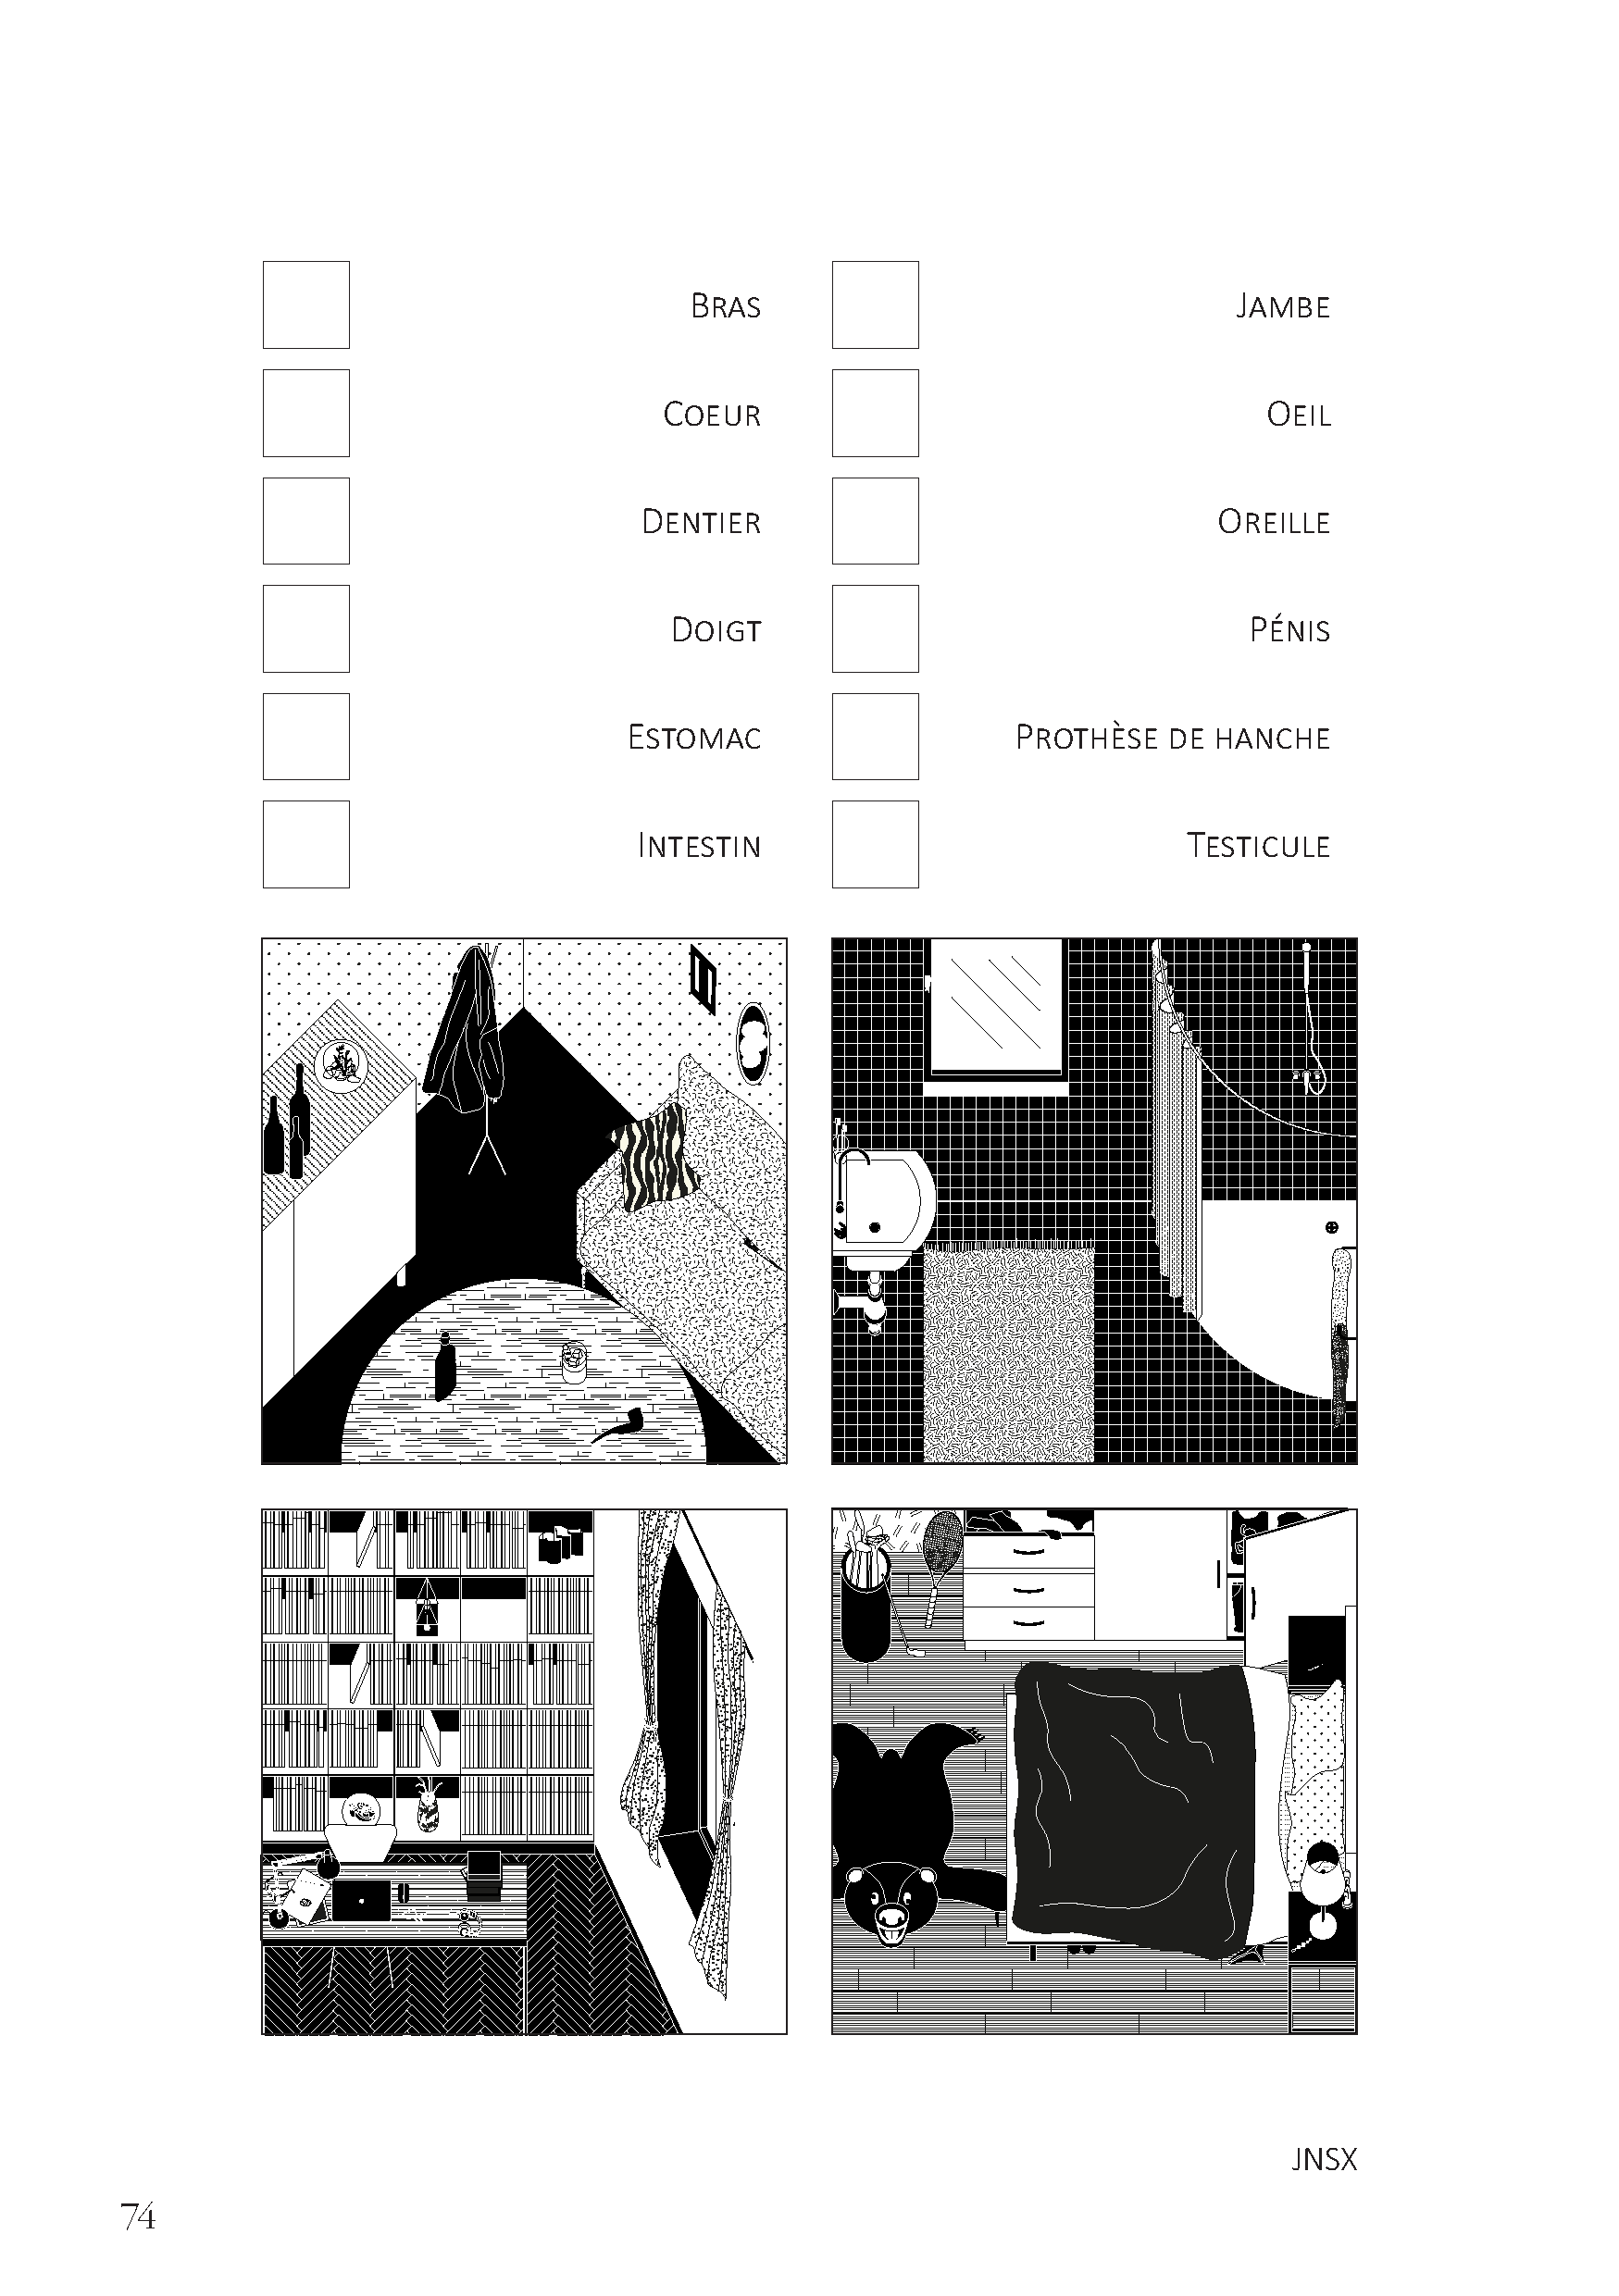 Bras
Jambe
Coeur
Oeil
Dentier
Oreille
Doigt
Pénis
Estomac
Prothèse de hanche
Intestin
Testicule
JNSX
74